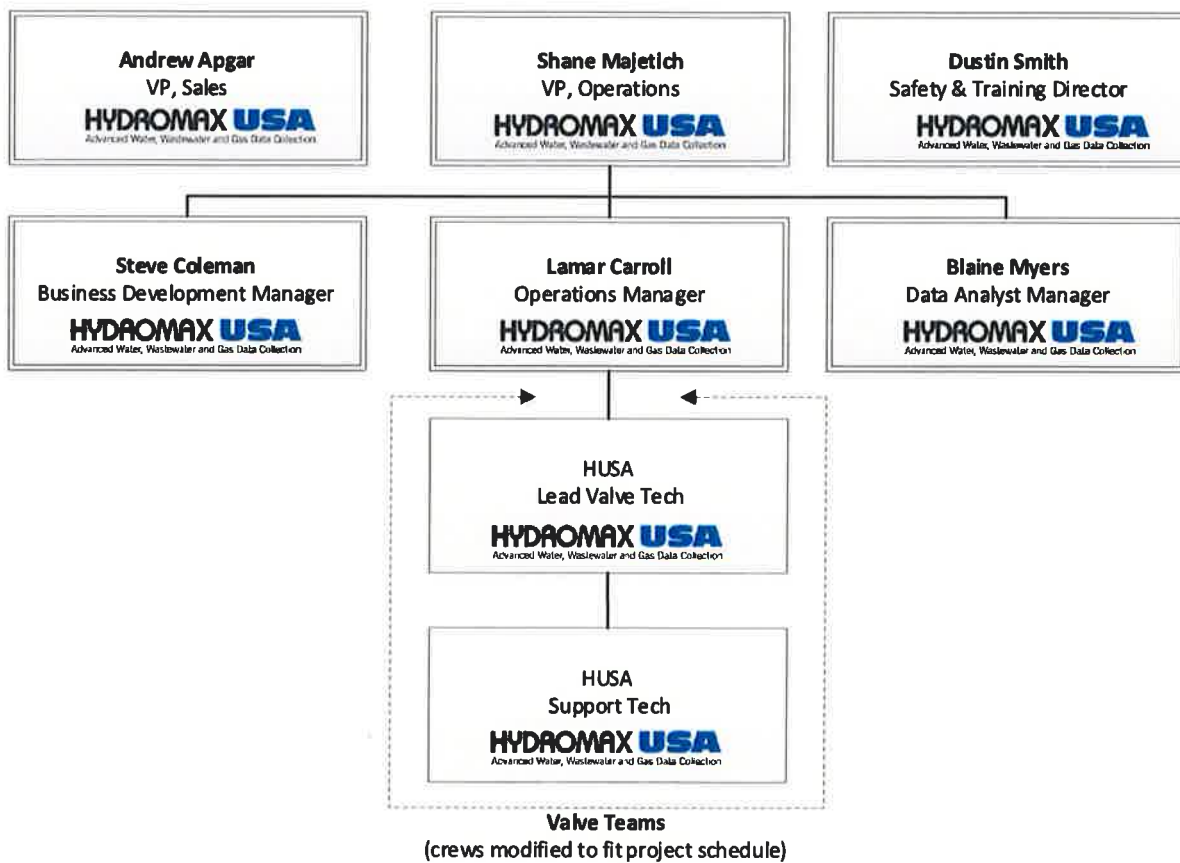 Andrew Apgar
VP, Sales
HYDROMAX USA
Advanced Water, Wastewater and Gas Data Collection
Shane Majetich
VP, Operations
HYDROMAX USA
Advanced Water, Wastewater and Gas Data Collection
Dustin Smith
Safety & Training Director
HYDROMAX USA
Advanced Water, Wastewater and Gas Data Collection
Steve Coleman
Business Development Manager
HYDROMAX USA
Advanced Water, Wastewater and Gas Data Collection
Lamar Carroll
Operations Manager
HYDROMAX USA
Advanced Water, Wastewater and Gas Data Collection
Blaine Myers
Data Analyst Manager
HYDROMAX USA
Advanced Water, Wastewater and Gas Data Collection
HUSA
Lead Valve Tech
HYDROMAX USA
Advanced Water, Wastewater and Gas Data Collection
HUSA
Support Tech
HYDROMAX USA
Advanced Water, Wastewater and Gas Data Collection
Valve Teams
(crews modified to fit project schedule)